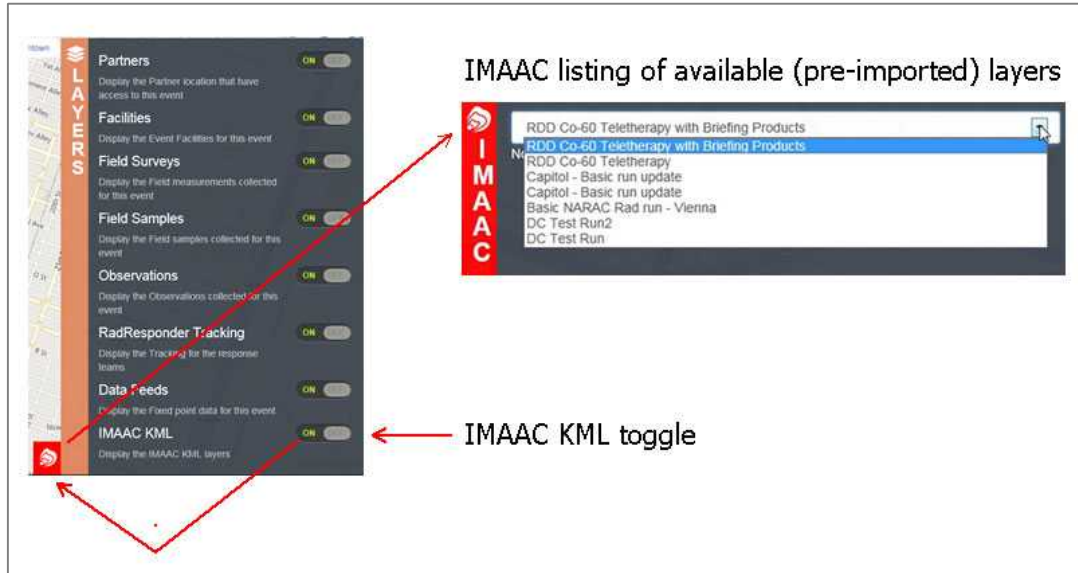 LAYERS
Partners
ON
Display the Partner location that have
access to this event
Facilities
ON
Display the Event Facilities for this event
Field Surveys
ON
Display the Field measurements collected
for this event
Field Samples
ON
Display the Field samples collected for this
event
Observations
ON
Display the Observations collected for this
event
RadResponder Tracking
ON
Display the Tracking for the response
teams
Data Feeds
ON
Display the Fixed point data for this event
IMAAC KML
ON
Display the IMAAC KML layers
IMAAC listing of available (pre-imported) layers
IMAAC
RDD Co-60 Teletherapy with Briefing Products
RDD Co-60 Teletherapy with Briefing Products
RDD Co-60 Teletherapy
Capitol - Basic run update
Capitol - Basic run update
Basic NARAC Rad run - Vienna
DC Test Run2
DC Test Run
IMAAC KML toggle